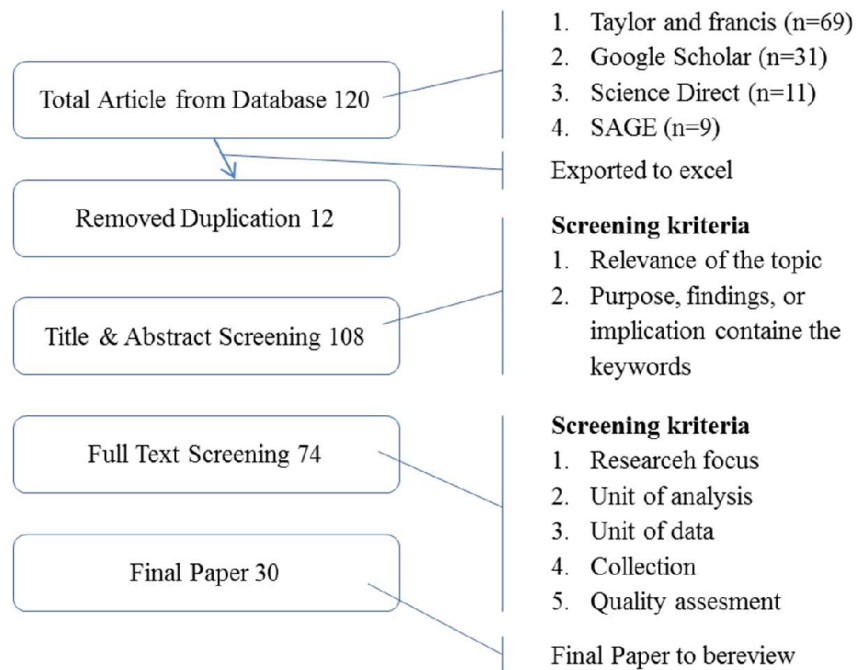 Total Article from Database 120
1. Taylor and francis (n=69)
2. Google Scholar (n=31)
3. Science Direct (n=11)
4. SAGE (n=9)
Exported to excel
Removed Duplication 12
Title & Abstract Screening 108
Screening kriteria
1. Relevance of the topic
2. Purpose, findings, or
implication containe the
keywords
Full Text Screening 74
Screening kriteria
1. Researceh focus
2. Unit of analysis
3. Unit of data
4. Collection
5. Quality assesment
Final Paper 30
Final Paper to bereview